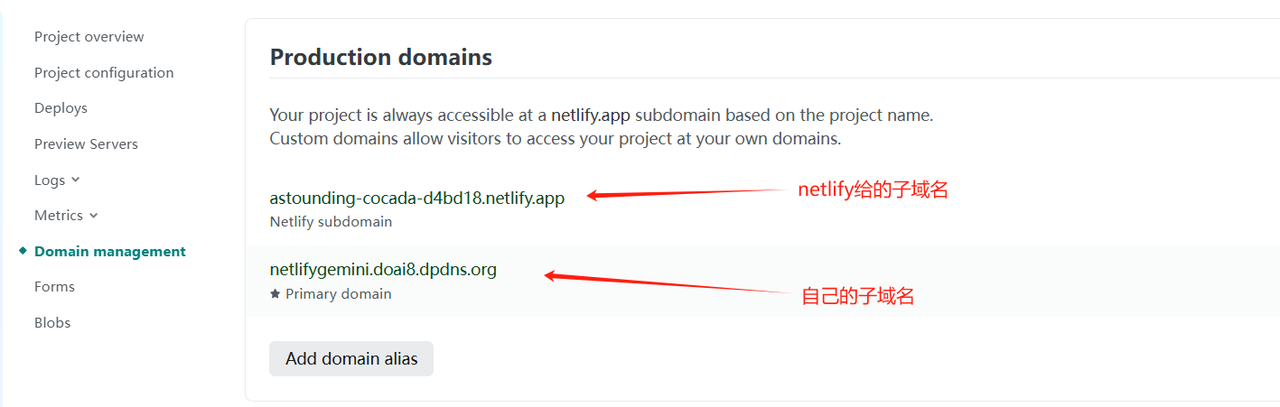 Project overview
Project configuration
Deploys
Preview Servers
Logs
Metrics
Domain management
Forms
Blobs
Production domains
Your project is always accessible at a netlify.app subdomain based on the project name.
Custom domains allow visitors to access your project at your own domains.
astounding-cocada-d4bd18.netlify.app
netlify给的子域名
Netlify subdomain
netlifygemini.doai8.dpdns.org
自己的子域名
Primary domain
Add domain alias